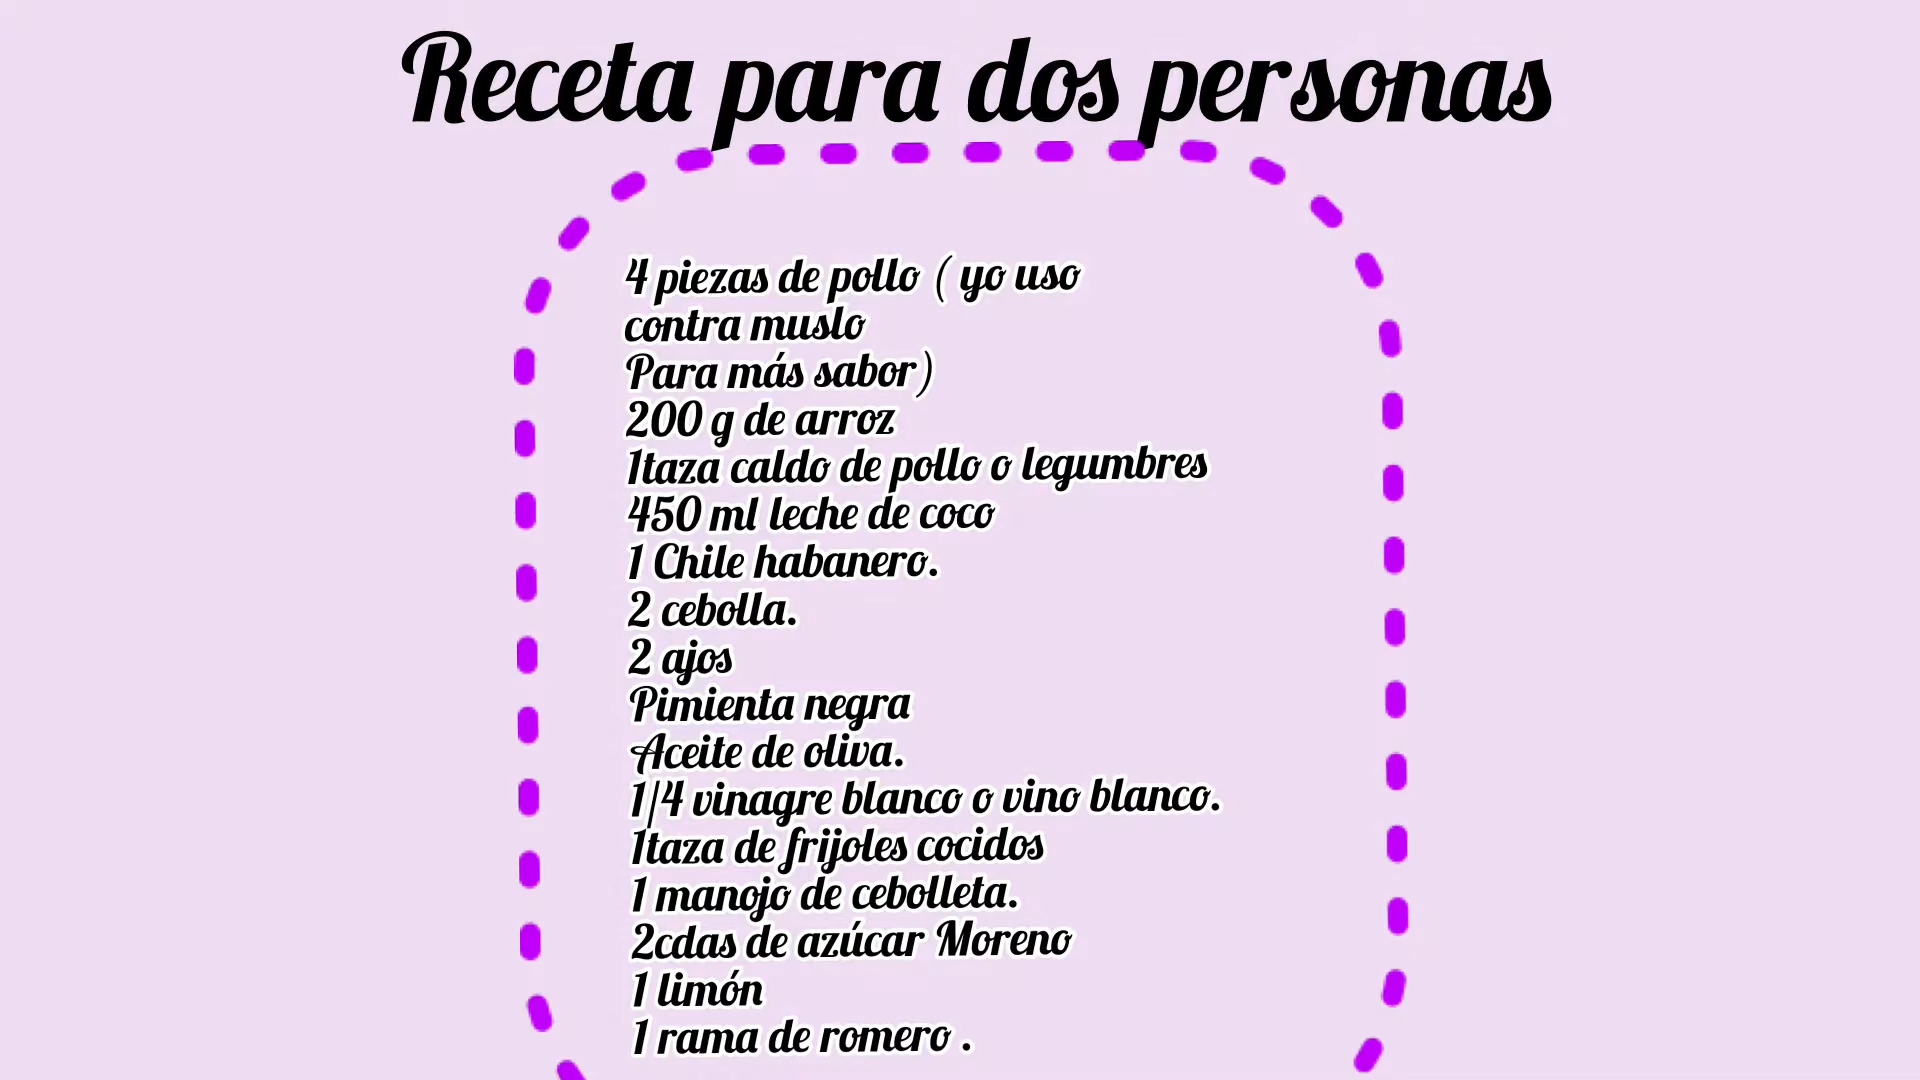 Receta para dos personas
4 piezas de pollo ( yo uso
contra muslo
Para más sabor)
200 g de arroz
1taza caldo de pollo o legumbres
450 ml leche de coco
1 Chile habanero.
2 cebolla.
2 ajos
Pimienta negra
Aceite de oliva.
1/4 vinagre blanco o vino blanco.
1taza de frijoles cocidos
1 manojo de cebolleta.
2cdas de azúcar Moreno
1 limón
1 rama de romero .